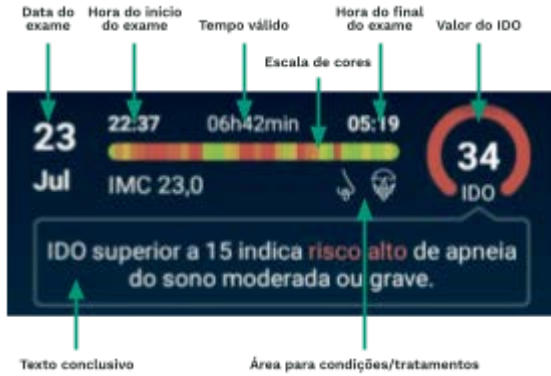 Data do exame
Hora do início do exame
Tempo válido
Hora do final do exame
Valor do IDO
Escala de cores
23
Jul
22:37
06h42min
05:19
IMC 23,0
34
IDO
IDO superior a 15 indica risco alto de apneia
do sono moderada ou grave.
Texto conclusivo
Área para condições/tratamentos